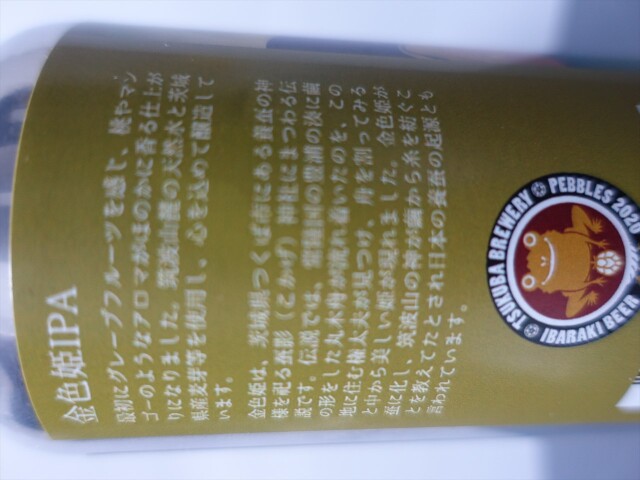 金色姫IPA
最初にグレープフルーツを感じ、桃やマン
ゴーのようなアロマがほのかに香る仕上が
りになりました。筑波山麓の天然水と茨城
県産麦芽等を使用し、心を込めて醸造して
います。
金色姫は、茨城県つくば市にある養蚕の神
様を祀る蚕影(こかげ)神社にまつわる伝
説です。伝説では、常陸国の豊浦の湊に繭
の形をした丸木舟が流れ着いたのを、この
地に住む権太夫が見つけ、舟を割ってみる
と中から美しい姫が現れました。金色姫が
蚕に化し、筑波山の神が繭から糸を紡ぐこ
とを教えてたとされ日本の養蚕の起源とも
言われています。
TSUKUBA BREWERY
PEBBLES 2020
IBARAKI BEER